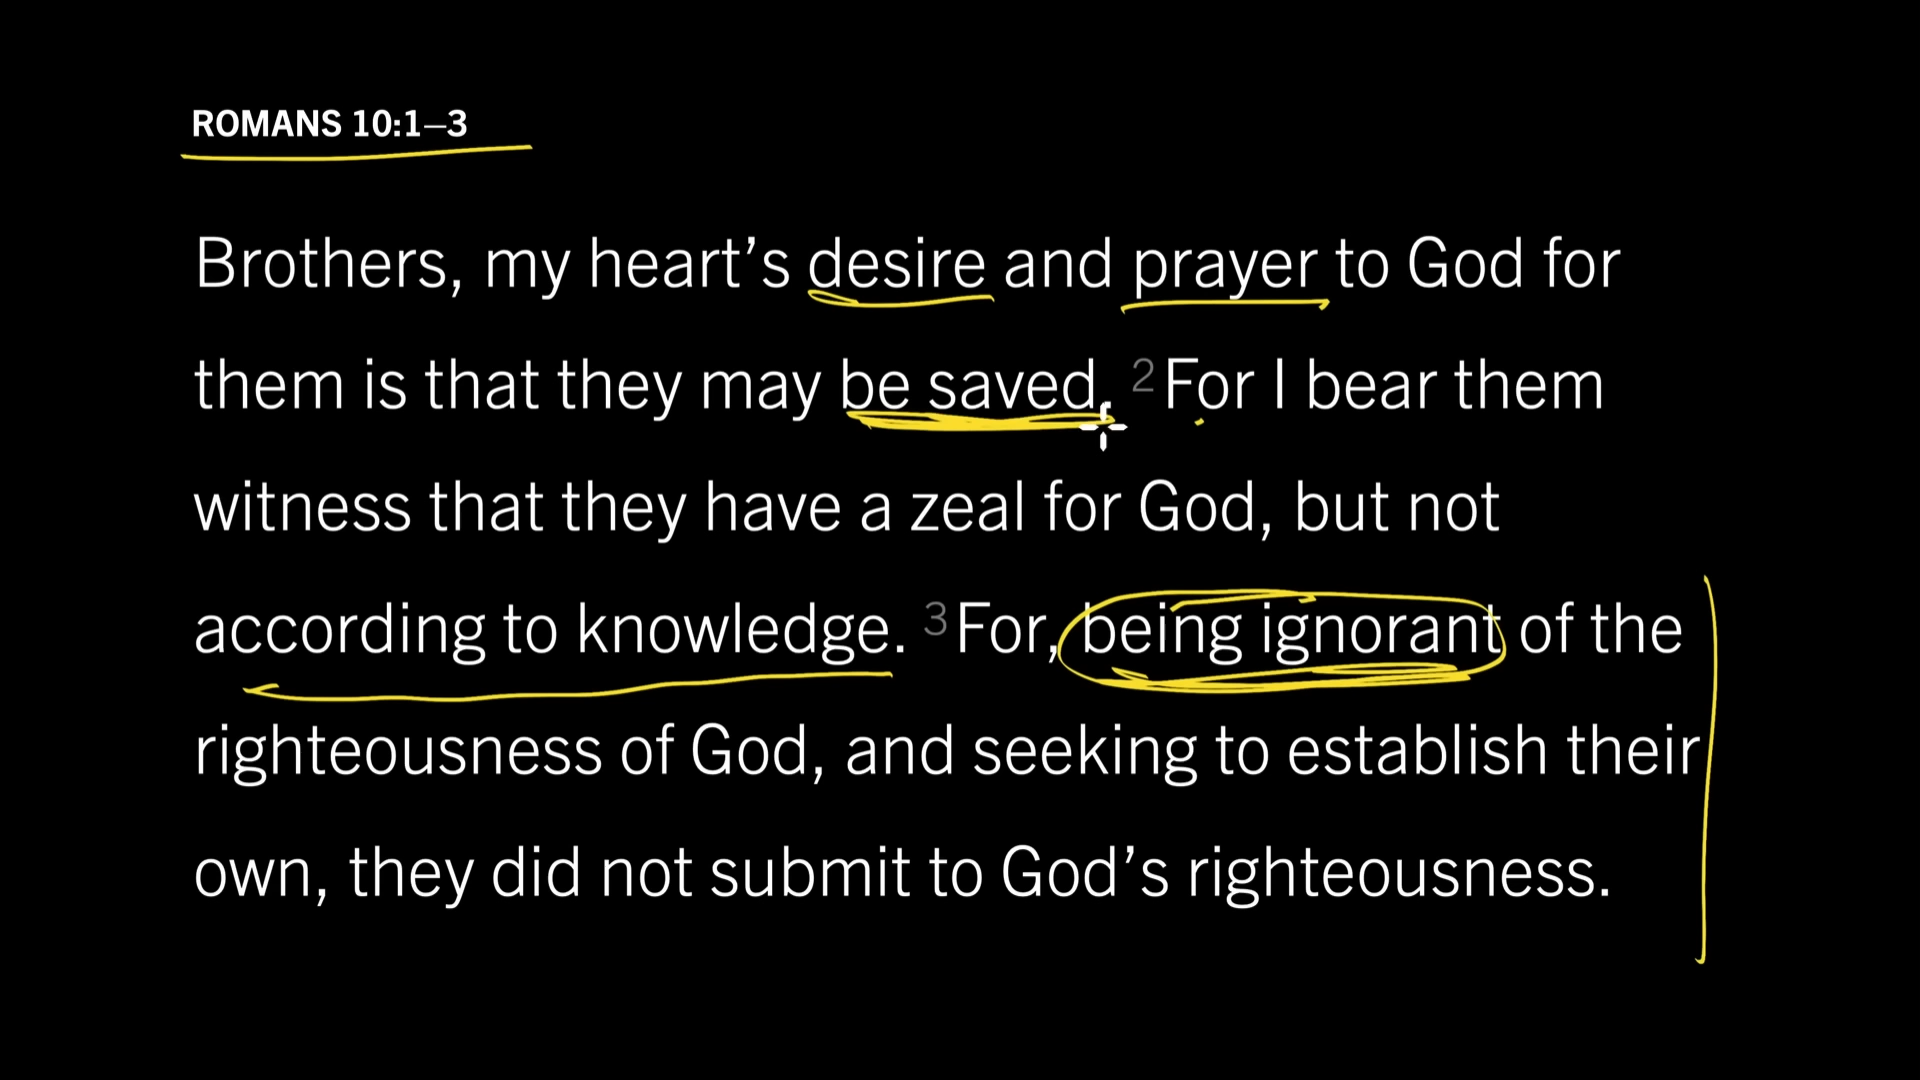 ROMANS 10:1–3
Brothers, my heart’s desire and prayer to God for
them is that they may be saved. 2 For I bear them
witness that they have a zeal for God, but not
according to knowledge. 3 For, being ignorant of the
righteousness of God, and seeking to establish their
own, they did not submit to God’s righteousness.